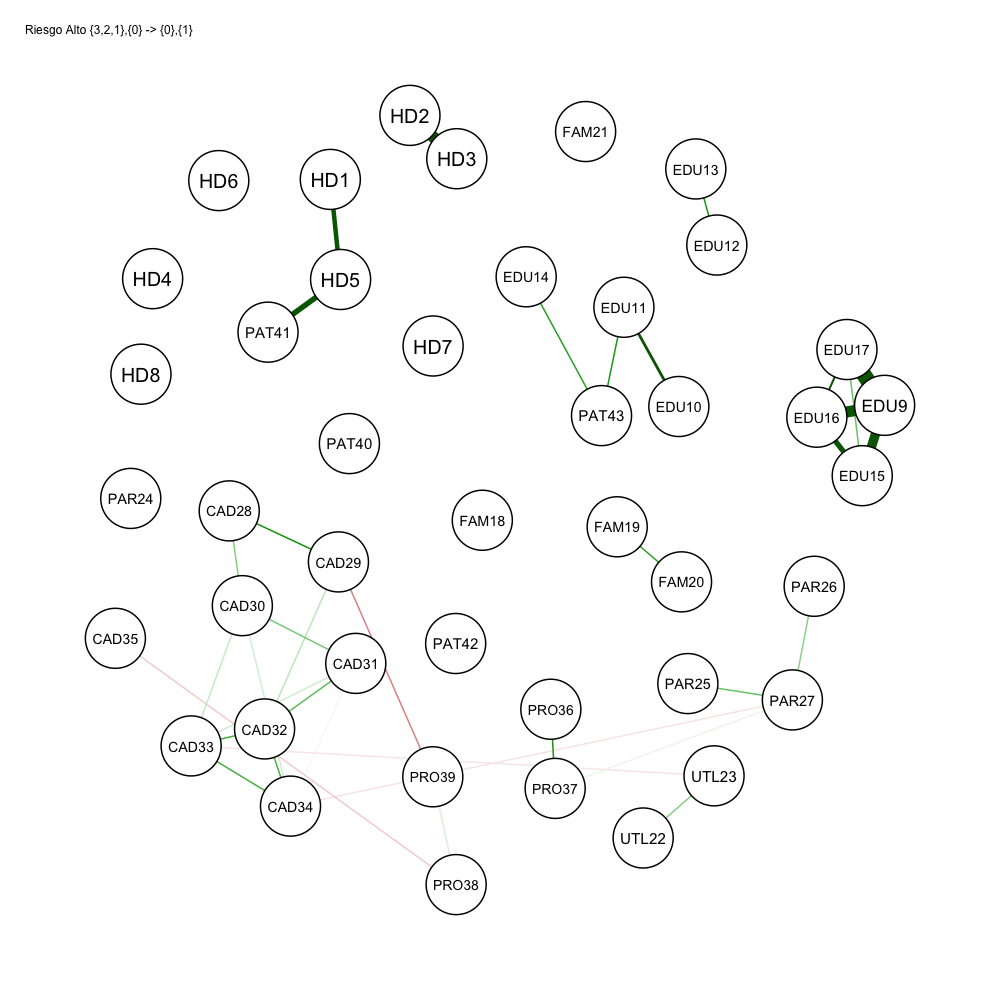 Riesgo Alto {3,2,1},{0} -> {0},{1}
HD2
FAM21
HD3
EDU13
HD6
HD1
EDU12
HD4
HD5
EDU14
EDU11
PAT41
HD7
EDU17
HD8
EDU9
EDU10
PAT43
EDU16
PAT40
EDU15
PAR24
CAD28
FAM18
FAM19
CAD29
FAM20
PAR26
CAD30
CAD35
PAT42
CAD31
PAR25
PAR27
PRO36
CAD32
CAD33
PRO39
UTL23
PRO37
CAD34
UTL22
PRO38